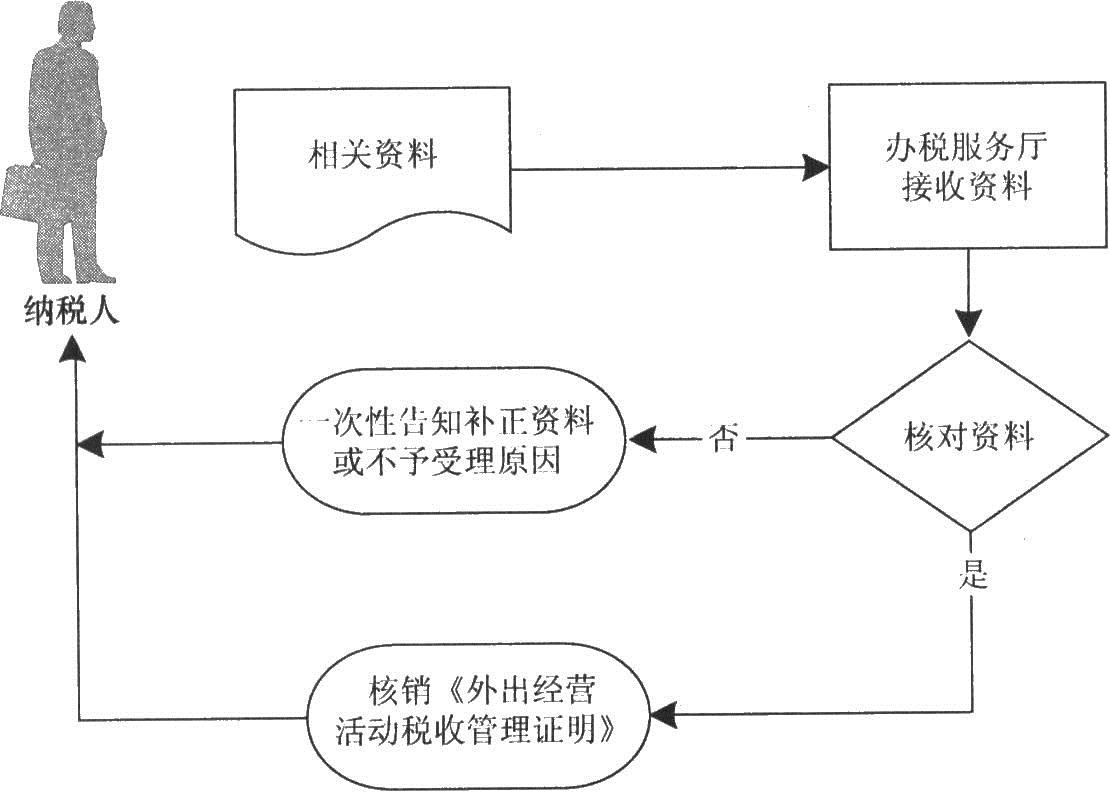 相关资料
办税服务厅
接收资料
纳税人
一次性告知补正资料
或不予受理原因
否
核对资料
是
核销《外出经营
活动税收管理证明》